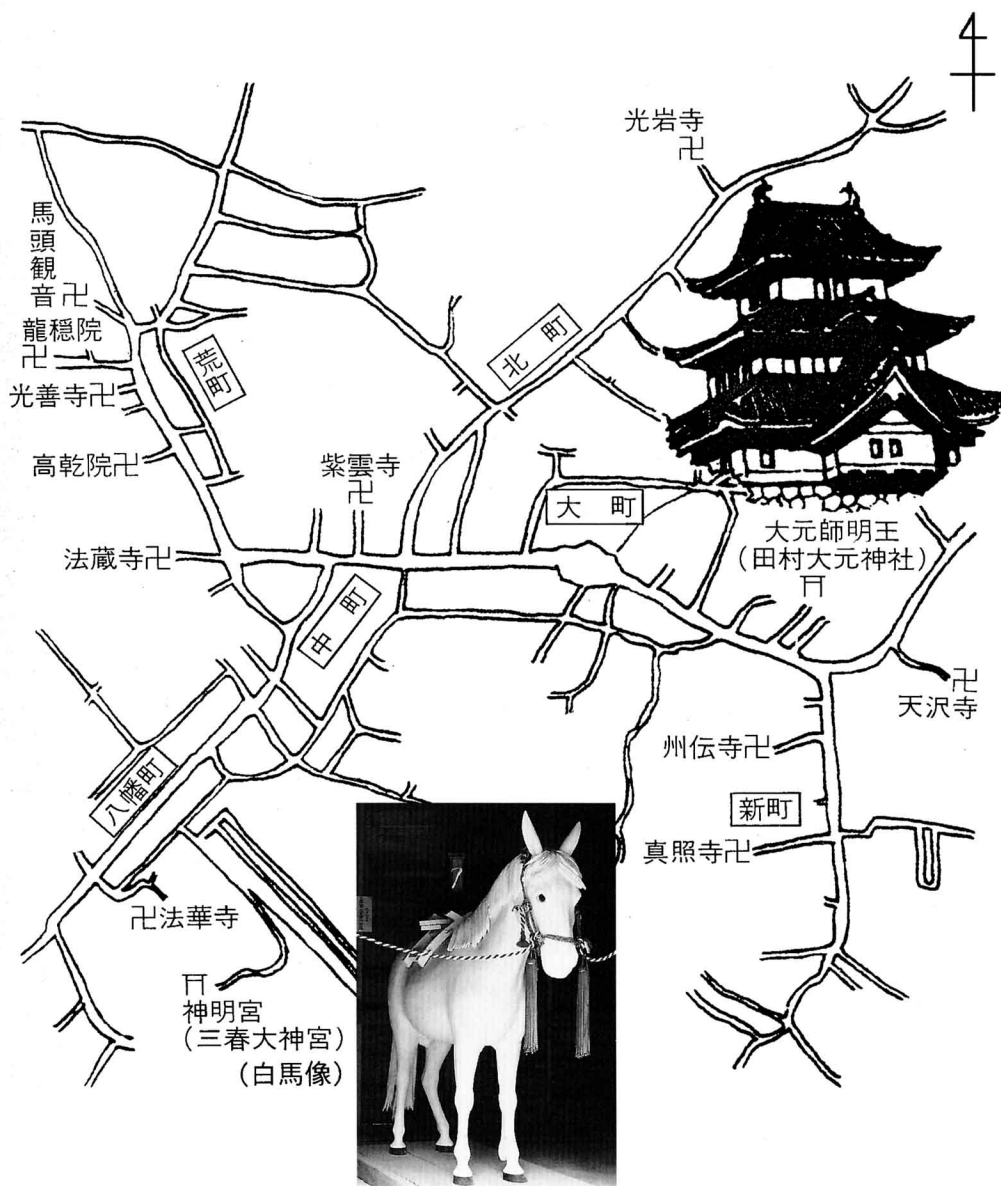 光岩寺
卍
馬頭観音卍
龍穏院
卍
光善寺卍
高乾院卍
法蔵寺卍
荒町
北町
紫雲寺
卍
大町
中町
八幡町
大元師明王
（田村大元神社）
卍
天沢寺
州伝寺卍
新町
真照寺卍
卍法華寺
神明宮
（三春大神宮）
（白馬像）